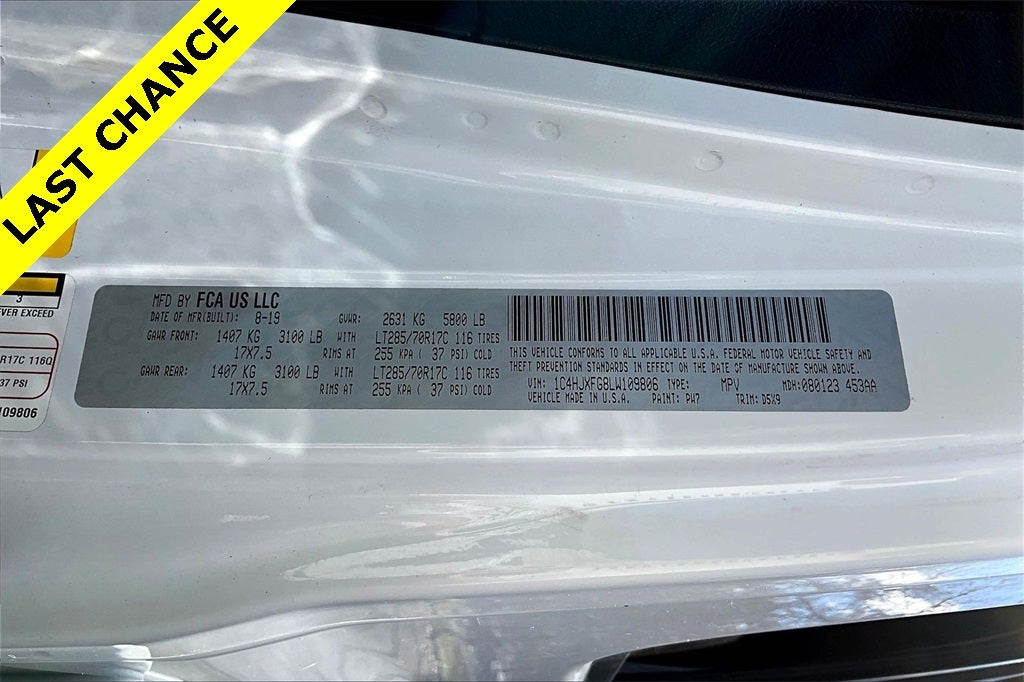 LAST CHANCE
3
EVER EXCEED
R17C 116Q
37 PSI
109806
MFD BY FCA US LLC
DATE OF MFR(BUILT): 8-19 GVWR: 2631 KG 5800 LB
GAWR FRONT: 1407 KG 3100 LB WITH LT285/70R17C 116 TIRES
17X7.5 RIMS AT 255 KPA ( 37 PSI) COLD
GAWR REAR: 1407 KG 3100 LB WITH LT285/70R17C 116 TIRES
17X7.5 RIMS AT 255 KPA ( 37 PSI) COLD
THIS VEHICLE CONFORMS TO ALL APPLICABLE U.S.A. FEDERAL MOTOR VEHICLE SAFETY AND
THEFT PREVENTION STANDARDS IN EFFECT ON THE DATE OF MANUFACTURE SHOWN ABOVE.
VIN: 1C4HJXFG8LW109806 TYPE: MPV MDH: 080123 453AA
VEHICLE MADE IN U.S.A. PAINT: PW7 TRIM: D5X9